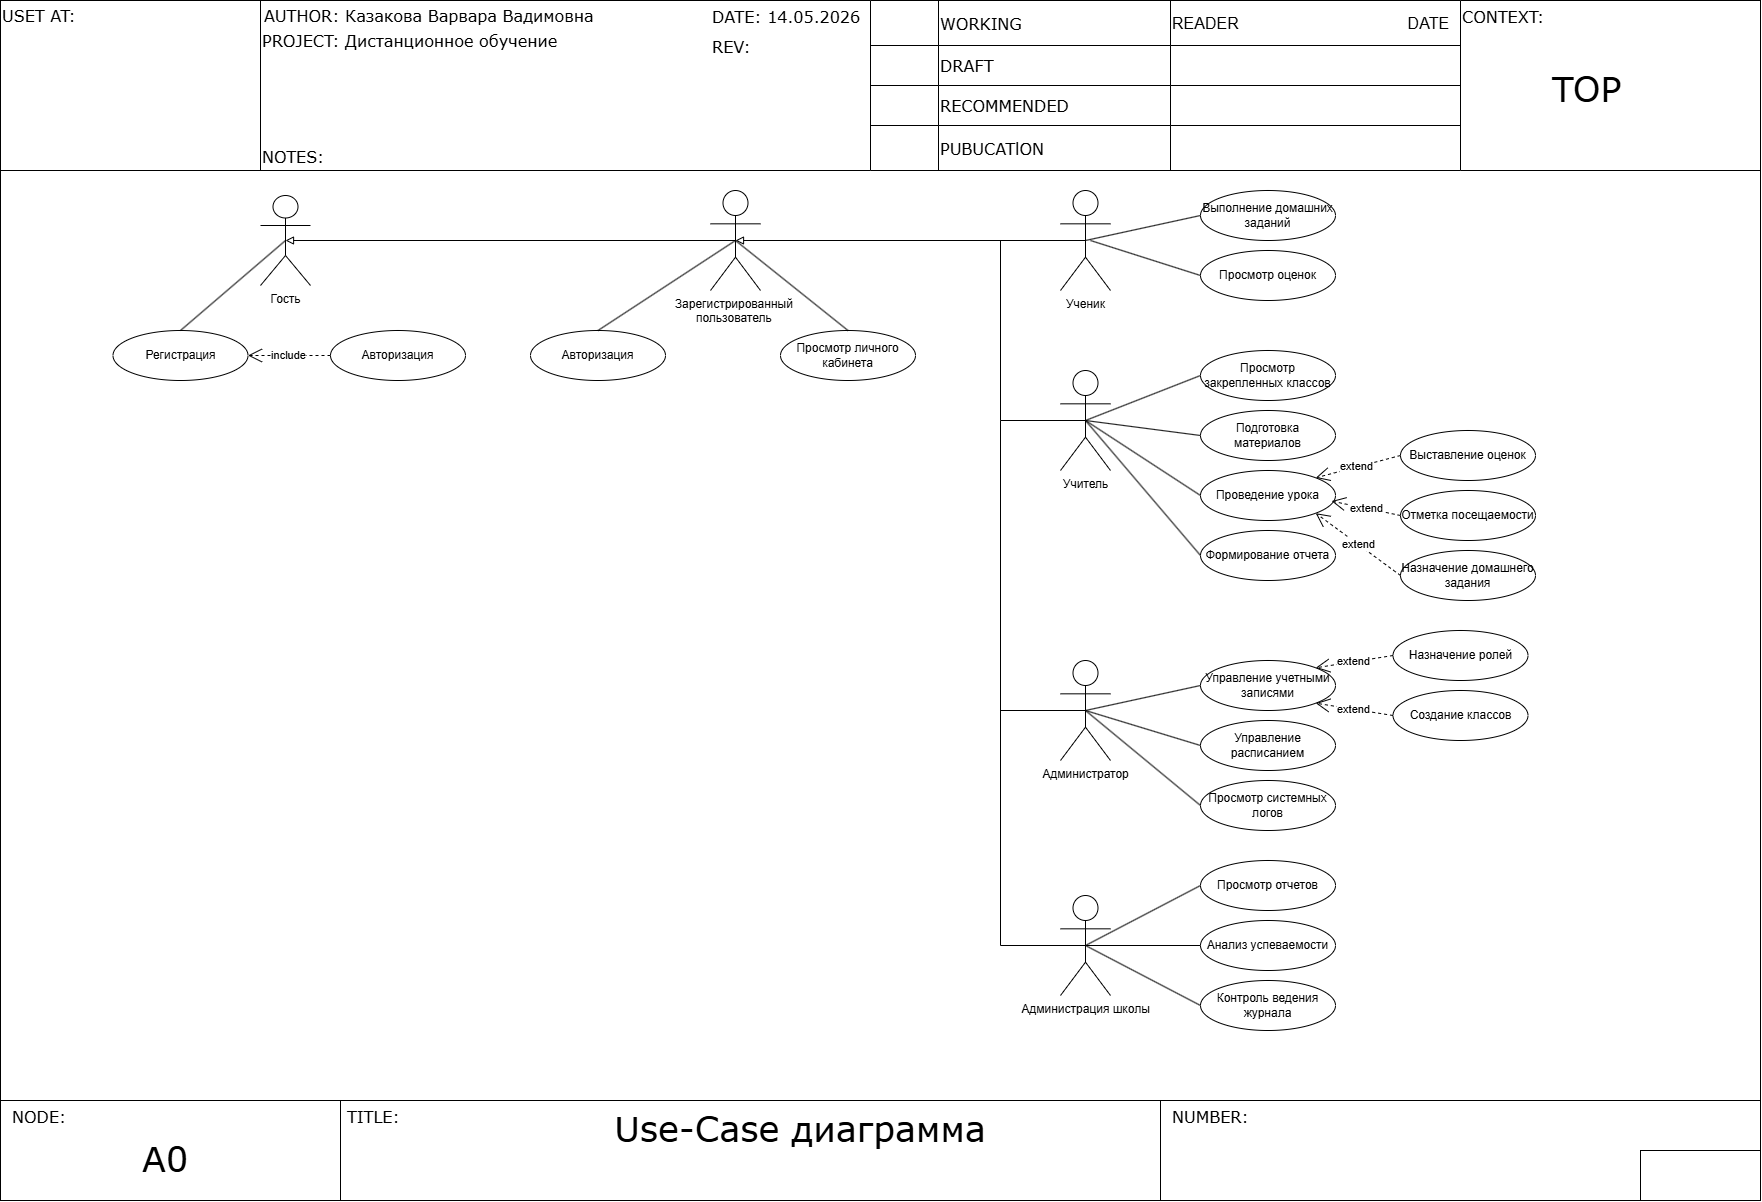 USET AT:
AUTHOR: Казакова Варвара Вадимовна
DATE: 14.05.2026
PROJECT: Дистанционное обучение
REV:
NOTES:
WORKING
DRAFT
RECOMMENDED
PUBUCATlON
READER
DATE
CONTEXT:
TOP
Гость
Регистрация
include
Авторизация
Зарегистрированный
пользователь
Авторизация
Просмотр личного
кабинета
Ученик
Выполнение домашних
заданий
Просмотр оценок
Учитель
Просмотр
закрепленных классов
Подготовка
материалов
Проведение урока
Формирование отчета
extend
Выставление оценок
extend
Отметка посещаемости
extend
Назначение домашнего
задания
Администратор
Управление учетными
записями
Управление
расписанием
Просмотр системных
логов
extend
Назначение ролей
extend
Создание классов
Администрация школы
Просмотр отчетов
Анализ успеваемости
Контроль ведения
журнала
NODE:
A0
TITLE:
Use-Case диаграмма
NUMBER: